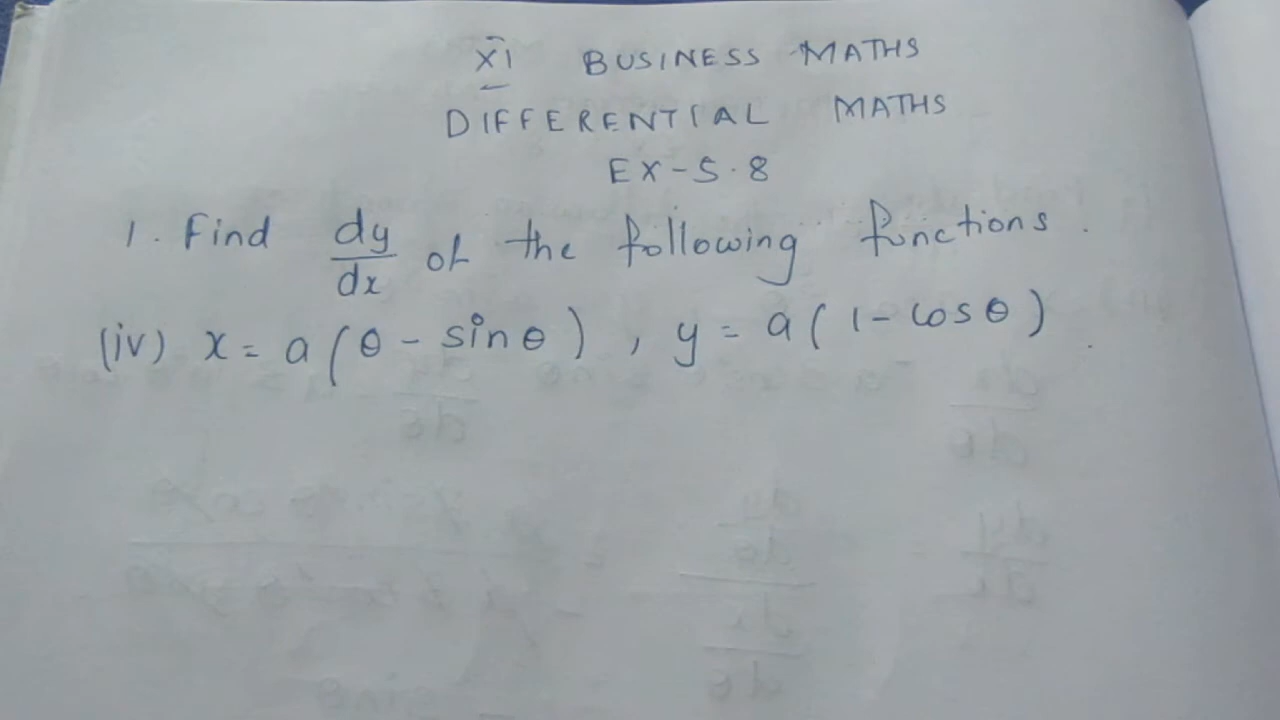 XI BUSINESS MATHS
DIFFERENTIAL MATHS
EX-5.8
1. Find dy/dx of the following functions.
(iv) x = a(θ - sinθ), y = a(1 - cosθ).